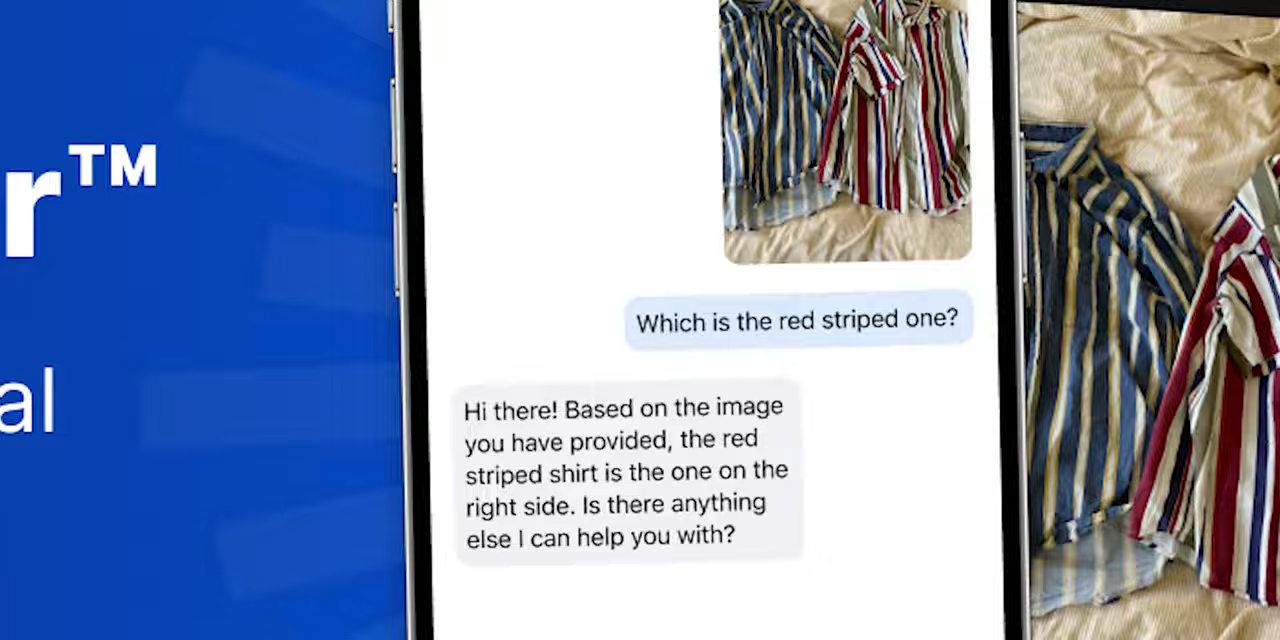 r™
al
Which is the red striped one?
Hi there! Based on the image
you have provided, the red
striped shirt is the one on the
right side. Is there anything
else I can help you with?